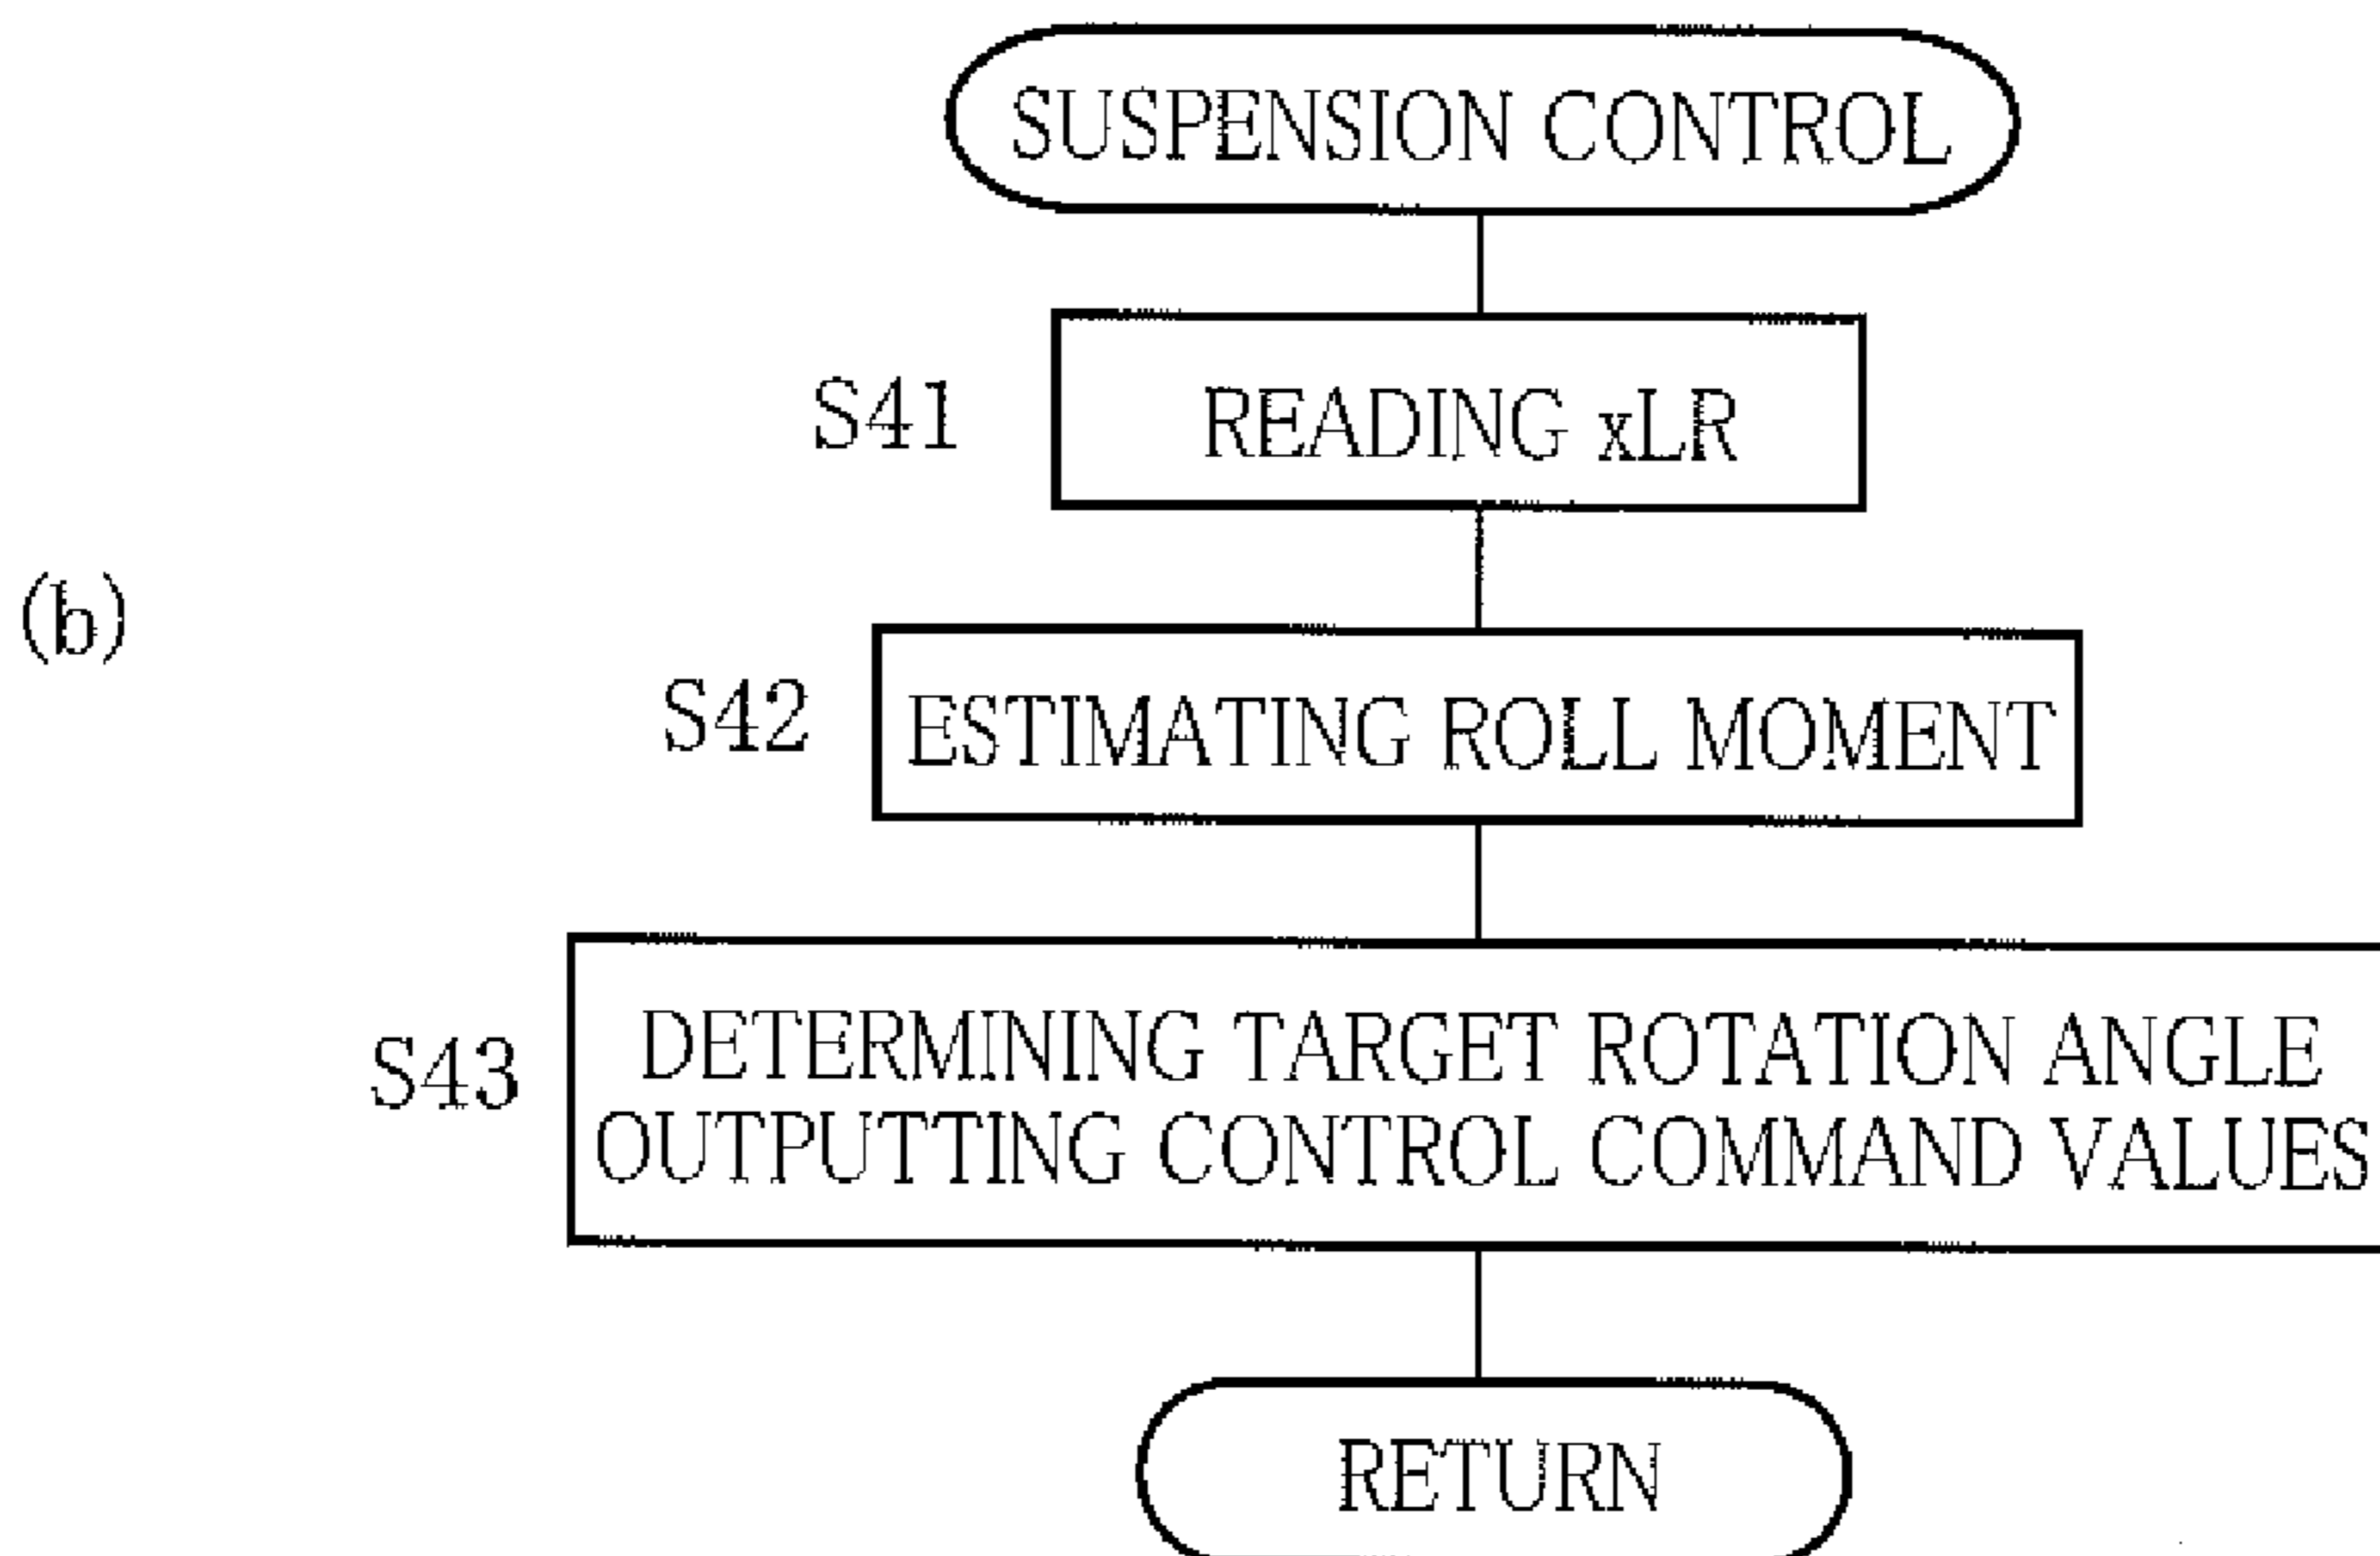 SUSPENSION CONTROL
S41
READING xLR
(b)
S42
ESTIMATING ROLL MOMENT
S43
DETERMINING TARGET ROTATION ANGLE
OUTPUTTING CONTROL COMMAND VALUES
RETURN